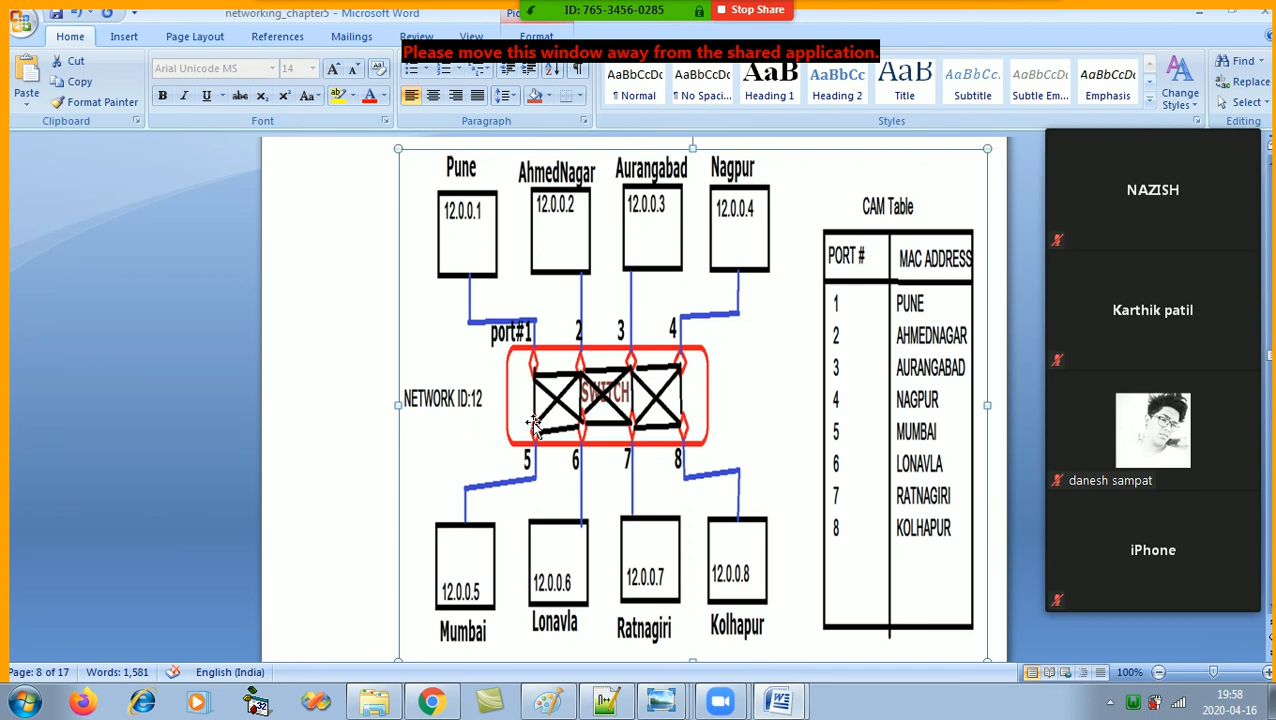 networking_chapter5 - Microsoft Word
ID: 765-3456-0285
Stop Share
Home
Insert
Page Layout
References
Mailings
Review
View
Format
Please move this window away from the shared application.
Paste
Cut
Copy
Format Painter
Clipboard
Arial Unicode MS
14
Font
Paragraph
AaBbCcDc
¶ Normal
AaBbCcDc
¶ No Spaci...
AaBb
Heading 1
AaBbCc
Heading 2
AaBb
Title
AaBbCc
Subtitle
AaBbCcDc
Subtle Em...
AaBbCcDc
Emphasis
Change
Styles
Styles
Find
Replace
Select
Editing
Pune
AhmedNagar
Aurangabad
Nagpur
12.0.0.1
12.0.0.2
12.0.0.3
12.0.0.4
CAM Table
PORT #
MAC ADDRESS
1 PUNE
2 AHMEDNAGAR
3 AURANGABAD
4 NAGPUR
5 MUMBAI
6 LONAVLA
7 RATNAGIRI
8 KOLHAPUR
port#1
2
3
4
NETWORK ID:12
SWITCH
5
6
7
8
12.0.0.5
12.0.0.6
12.0.0.7
12.0.0.8
Mumbai
Lonavla
Ratnagiri
Kolhapur
NAZISH
Karthik patil
danesh sampat
iPhone
Page: 8 of 17
Words: 1,581
English (India)
100%
32
19:58
2020-04-16